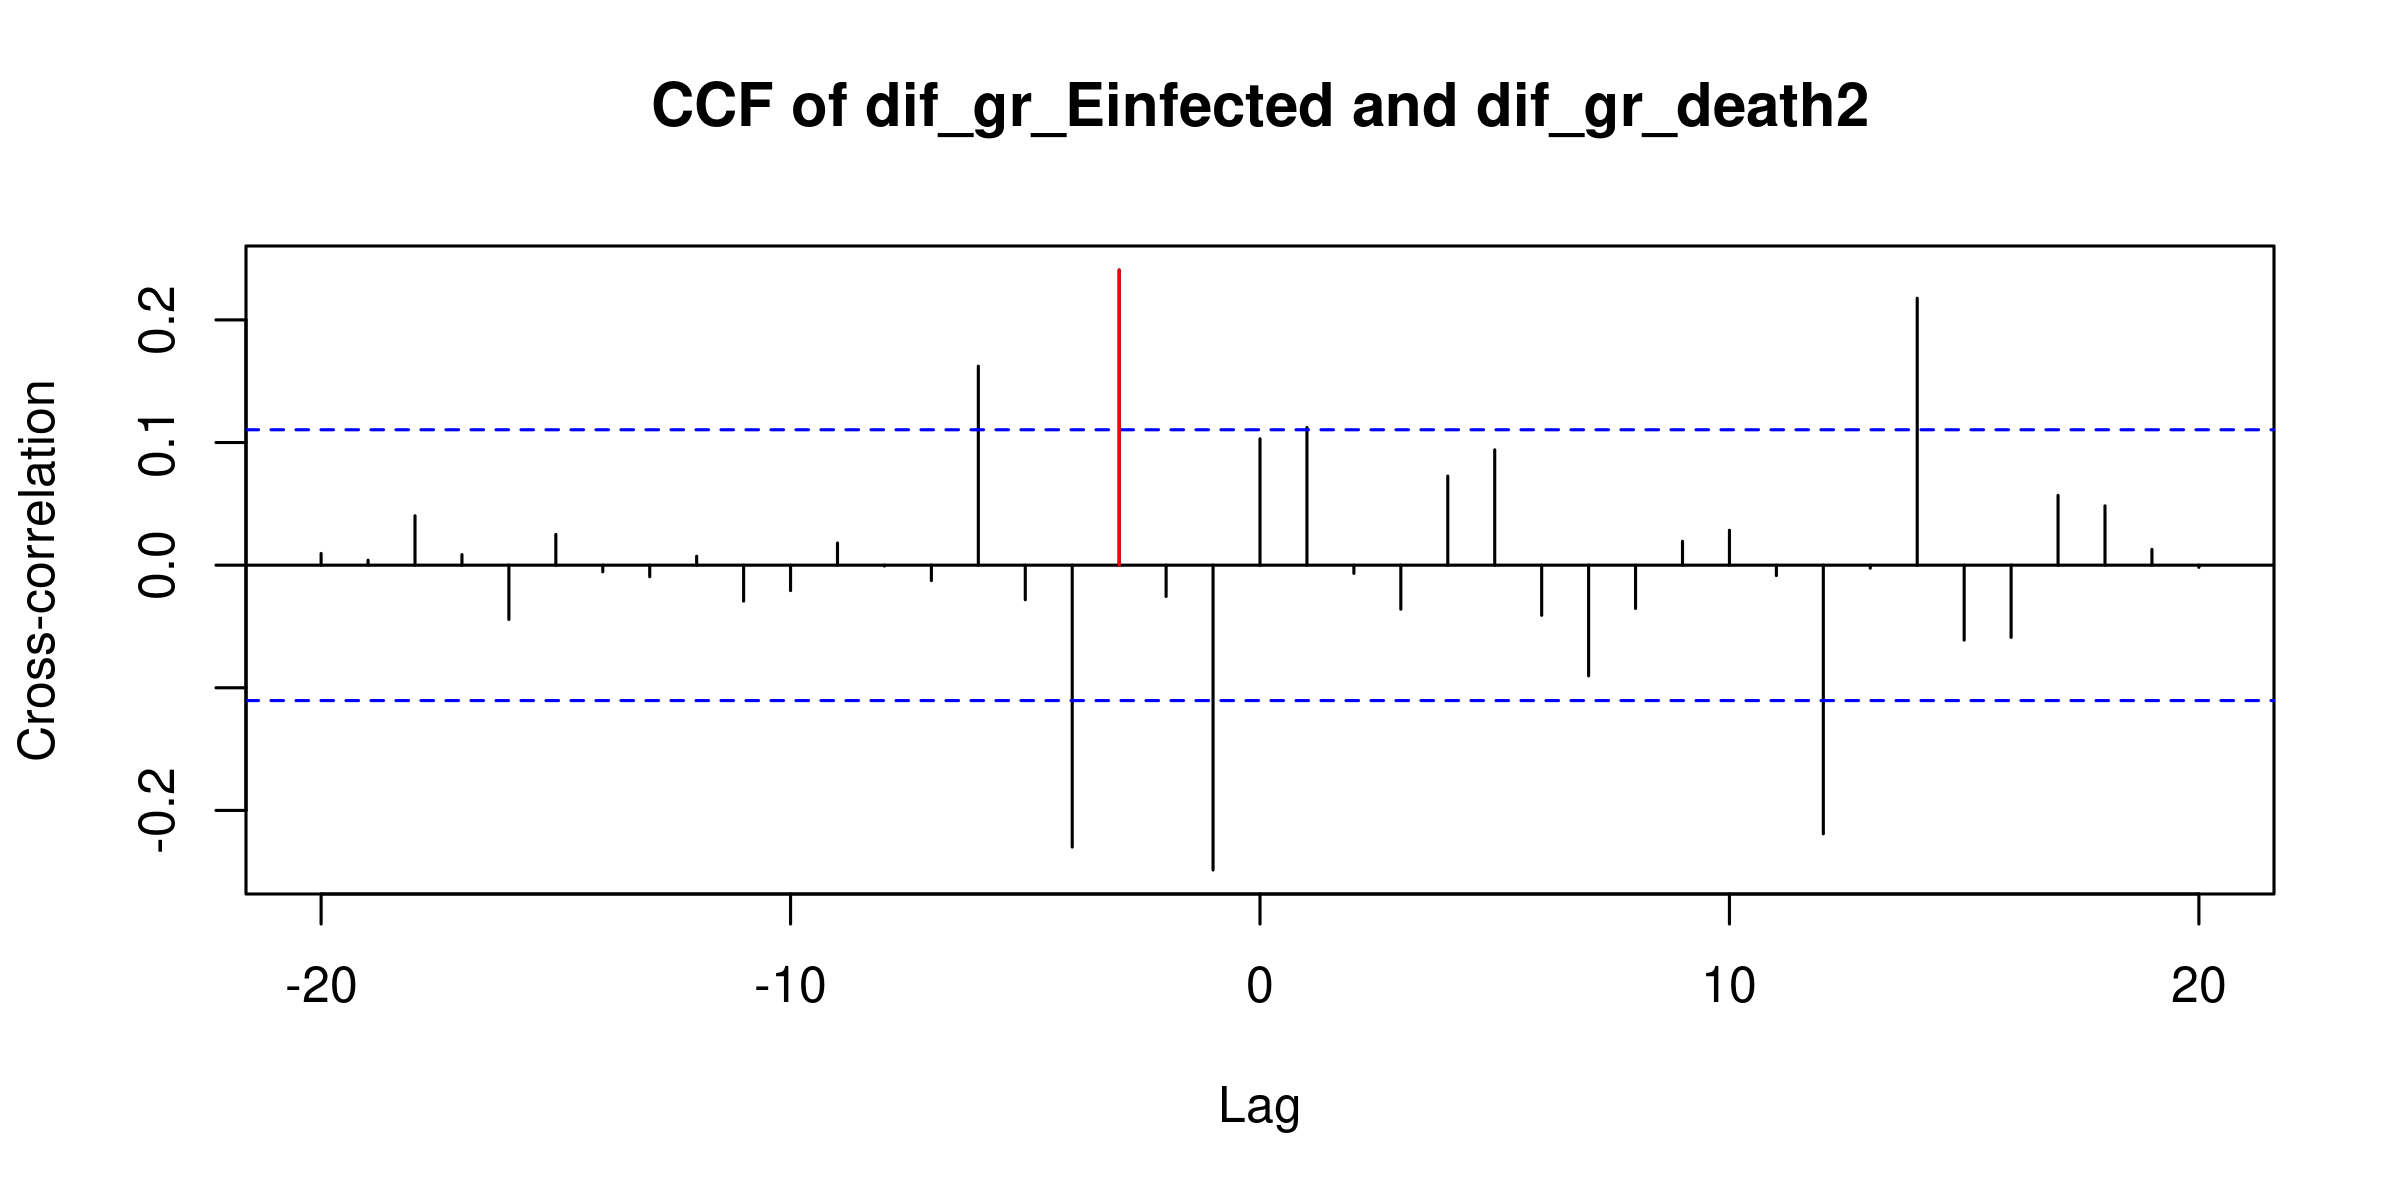 CCF of dif_gr_Einfected and dif_gr_death2
Cross-correlation
0.2
0.1
0.0
-0.2
-20 -10 0 10 20
Lag